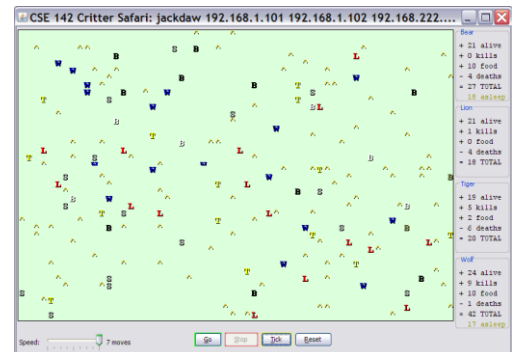 CSE 142 Critter Safari: jackdaw 192.168.1.101 192.168.1.102 192.168.222....
Bear
+ 21 alive
+ 0 kills
+ 10 food
- 4 deaths
= 27 TOTAL
18 asleep
Lion
+ 21 alive
+ 1 kills
+ 0 food
- 4 deaths
= 18 TOTAL
Tiger
+ 19 alive
+ 5 kills
+ 2 food
- 6 deaths
= 20 TOTAL
Wolf
+ 24 alive
+ 9 kills
+ 10 food
- 1 deaths
= 42 TOTAL
17 asleep
Speed: 7 moves Go Stop Tick Reset